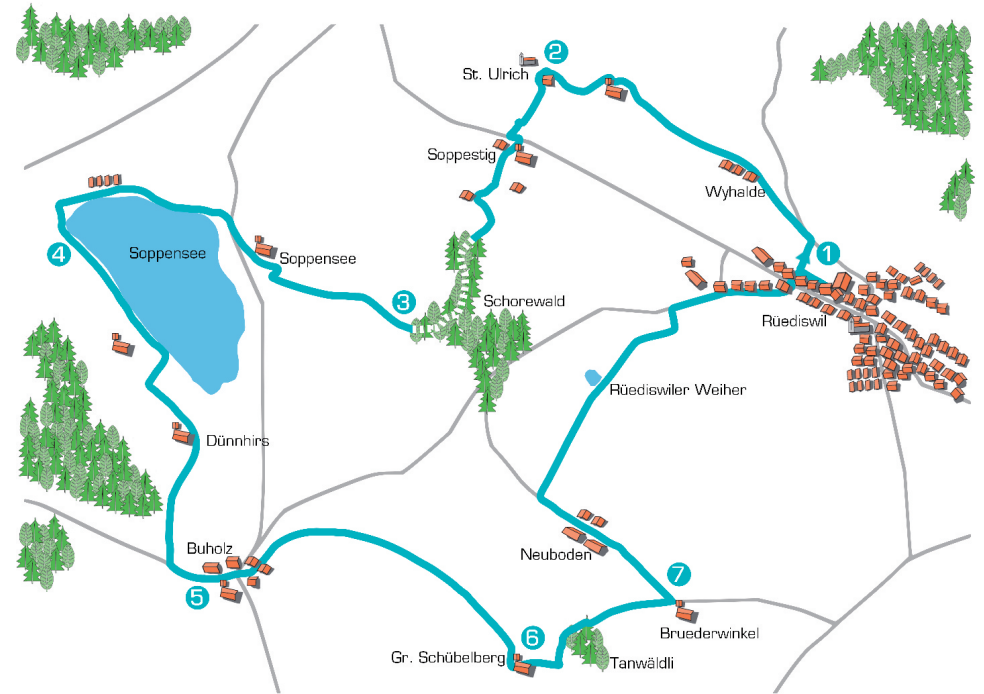 2
St. Ulrich
Soppestig
Wyhalde
1
4
Soppensee
Soppensee
3
Schorewald
Rüediswil
Rüediswiler Weiher
Dünnhirs
Buholz
Neuboden
5
7
6
Bruederwinkel
Gr. Schübelberg
Tanwäldli